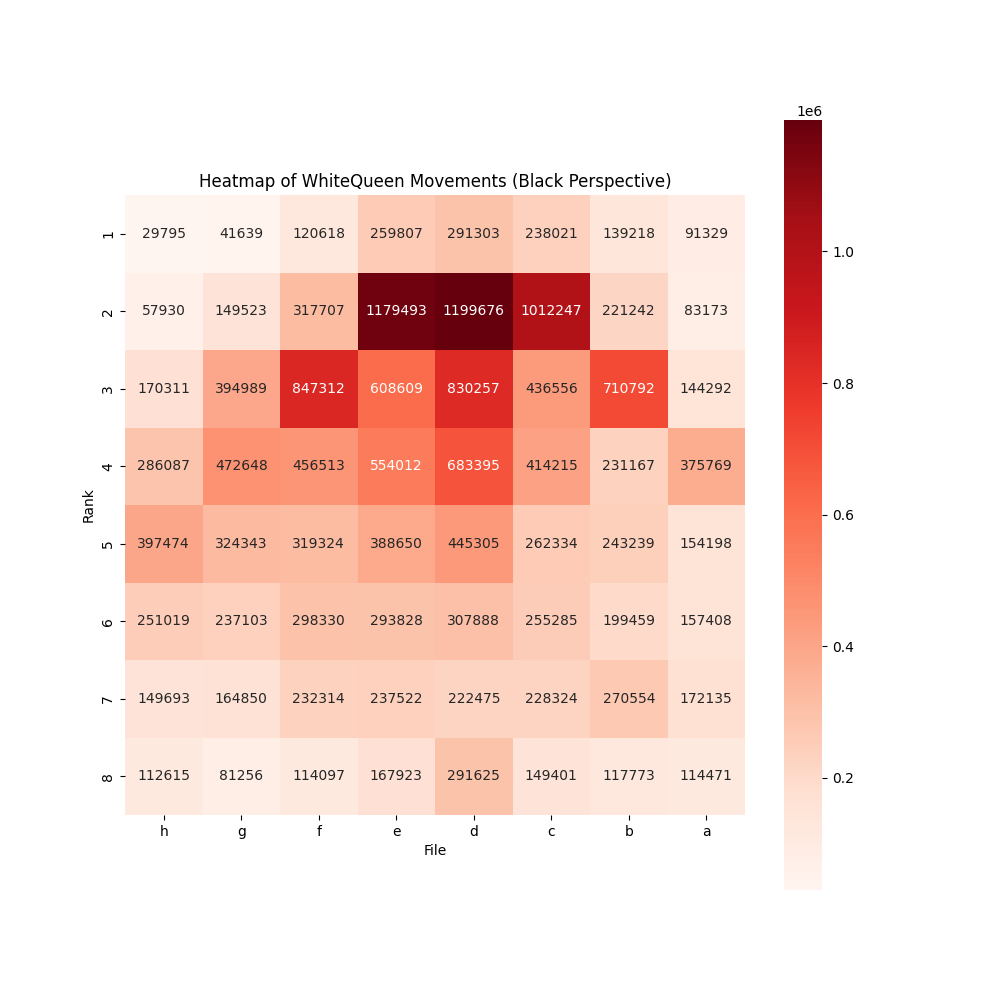 1e6
Heatmap of WhiteQueen Movements (Black Perspective)
1 29795 41639 120618 259807 291303 238021 139218 91329
1.0
2 57930 149523 317707 1179493 1199676 1012247 221242 83173
0.8
3 170311 394989 847312 608609 830257 436556 710792 144292
4 286087 472648 456513 554012 683395 414215 231167 375769
Rank
0.6
5 397474 324343 319324 388650 445305 262334 243239 154198
6 251019 237103 298330 293828 307888 255285 199459 157408
0.4
7 149693 164850 232314 237522 222475 228324 270554 172135
8 112615 81256 114097 167923 291625 149401 117773 114471
0.2
h g f e d c b a
File